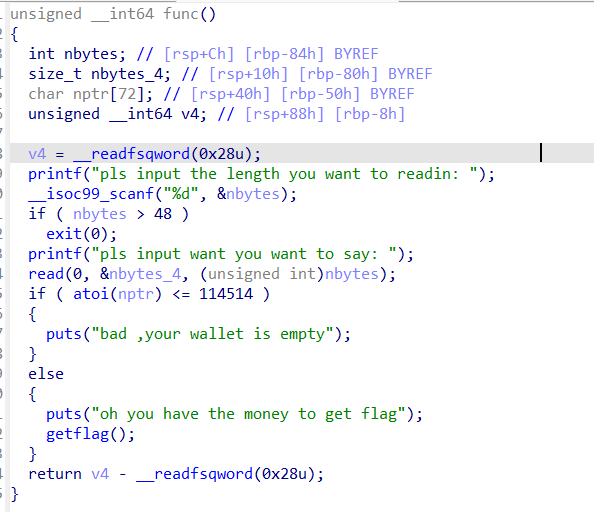 unsigned __int64 func()
{
int nbytes; // [rsp+Ch] [rbp-84h] BYREF
size_t nbytes_4; // [rsp+10h] [rbp-80h] BYREF
char nptr[72]; // [rsp+40h] [rbp-50h] BYREF
unsigned __int64 v4; // [rsp+88h] [rbp-8h]
v4 = __readfsqword(0x28u);
printf("pls input the length you want to readin: ");
__isoc99_scanf("%d", &nbytes);
if ( nbytes > 48 )
exit(0);
printf("pls input want you want to say: ");
read(0, &nbytes_4, (unsigned int)nbytes);
if ( atoi(nptr) <= 114514 )
{
puts("bad ,your wallet is empty");
}
else
{
puts("oh you have the money to get flag");
getflag();
}
return v4 - __readfsqword(0x28u);
}